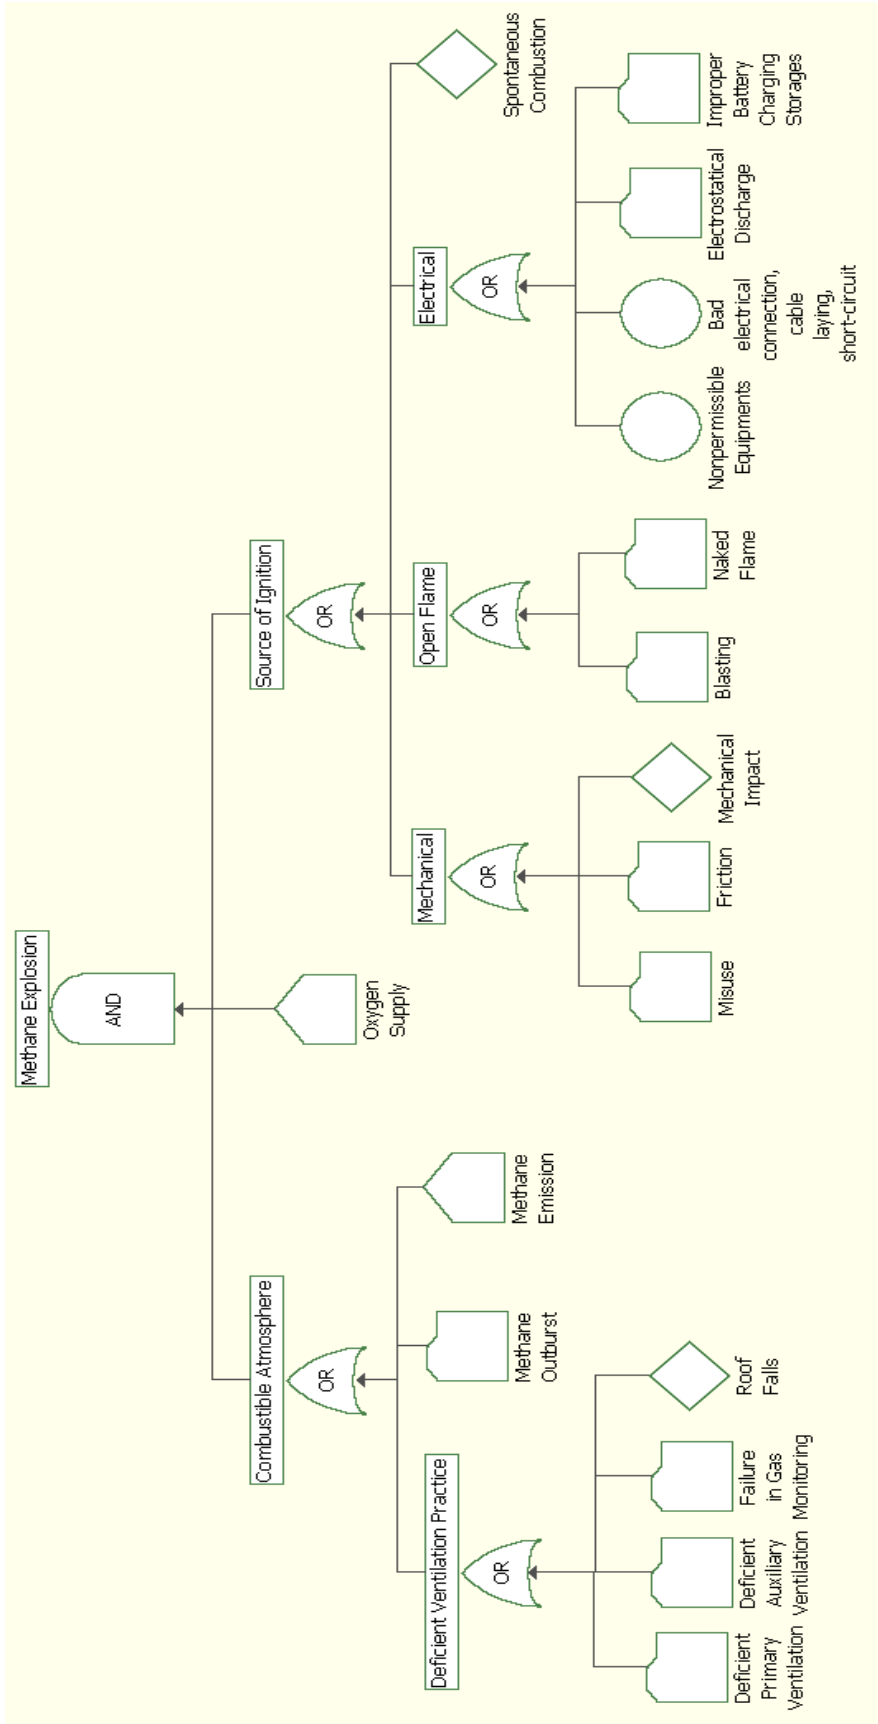 Methane Explosion
AND
Combustible Atmosphere
OR
Oxygen
Supply
Source of Ignition
OR
Deficient Ventilation Practice
OR
Methane
Outburst
Methane
Emission
Mechanical
OR
Open Flame
OR
Electrical
OR
Spontaneous
Combustion
Deficient
Primary
Ventilation
Deficient
Auxiliary
Ventilation
Failure
in Gas
Monitoring
Roof
Falls
Misuse
Friction
Mechanical
Impact
Blasting
Naked
Flame
Nonpermissible
Equipments
Bad
electrical
connection,
cable
laying,
short-circuit
Electrostatical
Discharge
Improper
Battery
Charging
Storages